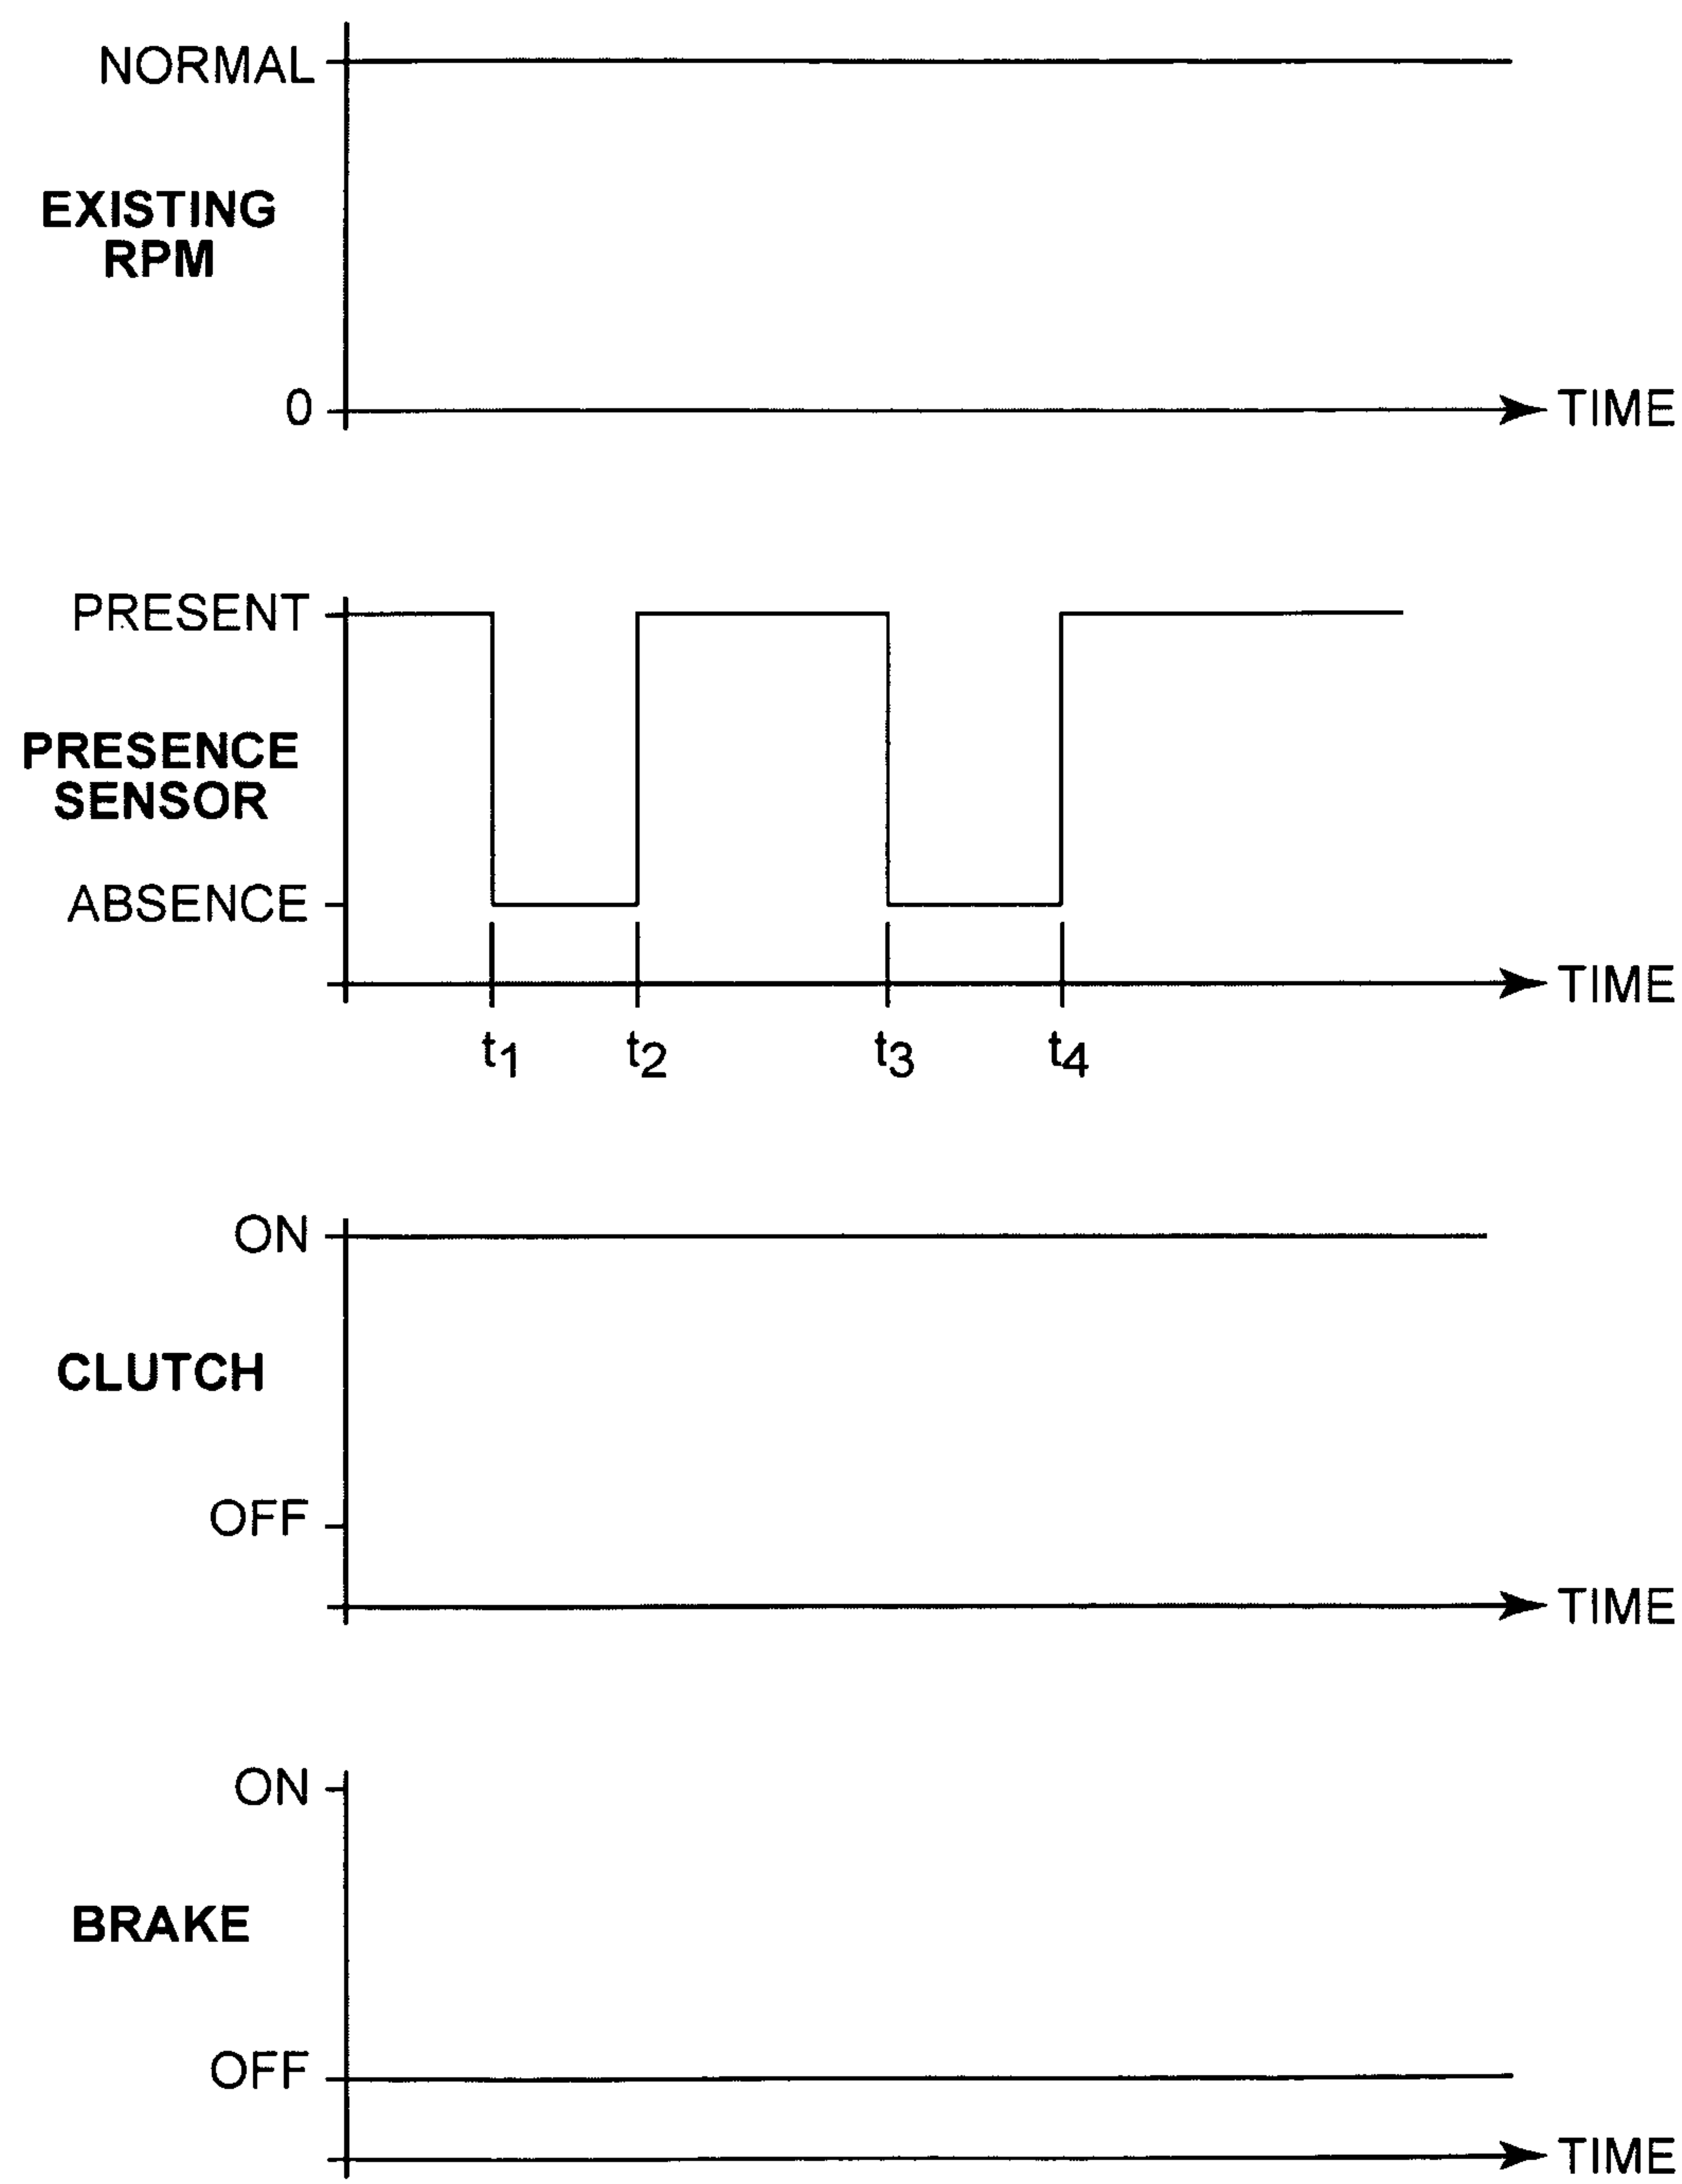 NORMAL
EXISTING
RPM
0
TIME
PRESENT
PRESENCE
SENSOR
ABSENCE
TIME
t1 t2 t3 t4
ON
CLUTCH
OFF
TIME
ON
BRAKE
OFF
TIME